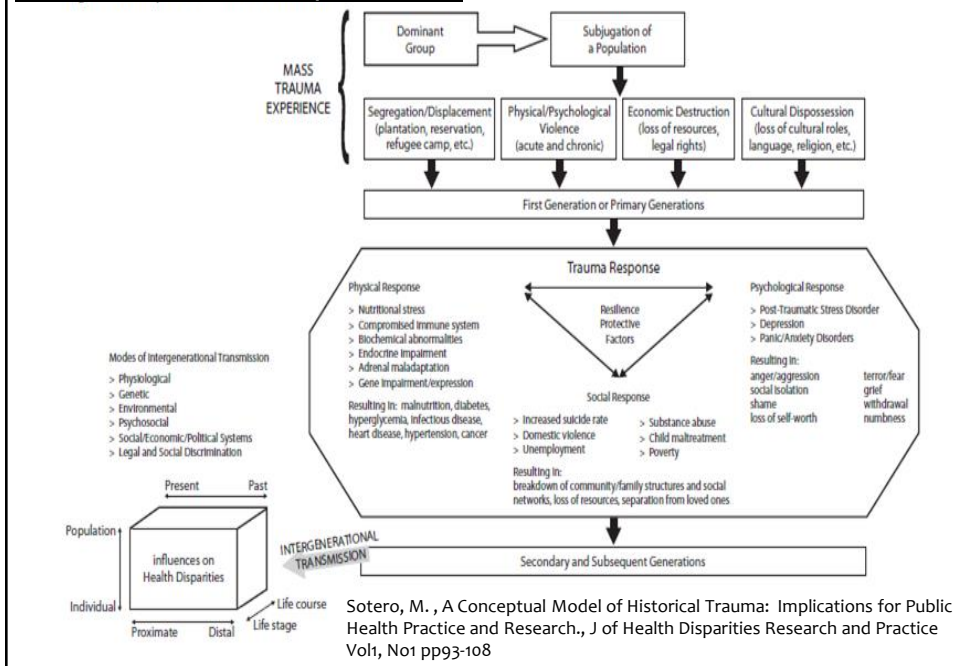 Dominant
Group
Subjugation of
a Population
MASS
TRAUMA
EXPERIENCE
Segregation/Displacement
(plantation, reservation,
refugee camp, etc.)
Physical/Psychological
Violence
(acute and chronic)
Economic Destruction
(loss of resources,
legal rights)
Cultural Dispossession
(loss of cultural roles,
language, religion, etc.)
First Generation or Primary Generations
Trauma Response
Physical Response
> Nutritional stress
> Compromised immune system
> Biochemical abnormalities
> Endocrine impairment
> Adrenal maladaptation
> Gene impairment/expression
Resulting in: malnutrition, diabetes,
hyperglycemia, infectious disease,
heart disease, hypertension, cancer
Resilience
Protective
Factors
Psychological Response
> Post-Traumatic Stress Disorder
> Depression
> Panic/Anxiety Disorders
Resulting in:
anger/aggression terror/fear
social isolation grief
shame withdrawal
loss of self-worth numbness
Social Response
> Increased suicide rate > Substance abuse
> Domestic violence > Child maltreatment
> Unemployment > Poverty
Resulting in:
breakdown of community/family structures and social
networks, loss of resources, separation from loved ones
Modes of Intergenerational Transmission
> Physiological
> Genetic
> Environmental
> Psychosocial
> Social/Economic/Political Systems
> Legal and Social Discrimination
Secondary and Subsequent Generations
INTERGENERATIONAL
TRANSMISSION
Present Past
Population
influences on
Health Disparities
Individual
Life course
Life stage
Proximate Distal
Sotero, M. , A Conceptual Model of Historical Trauma: Implications for Public
Health Practice and Research., J of Health Disparities Research and Practice
Vol1, No1 pp93-108